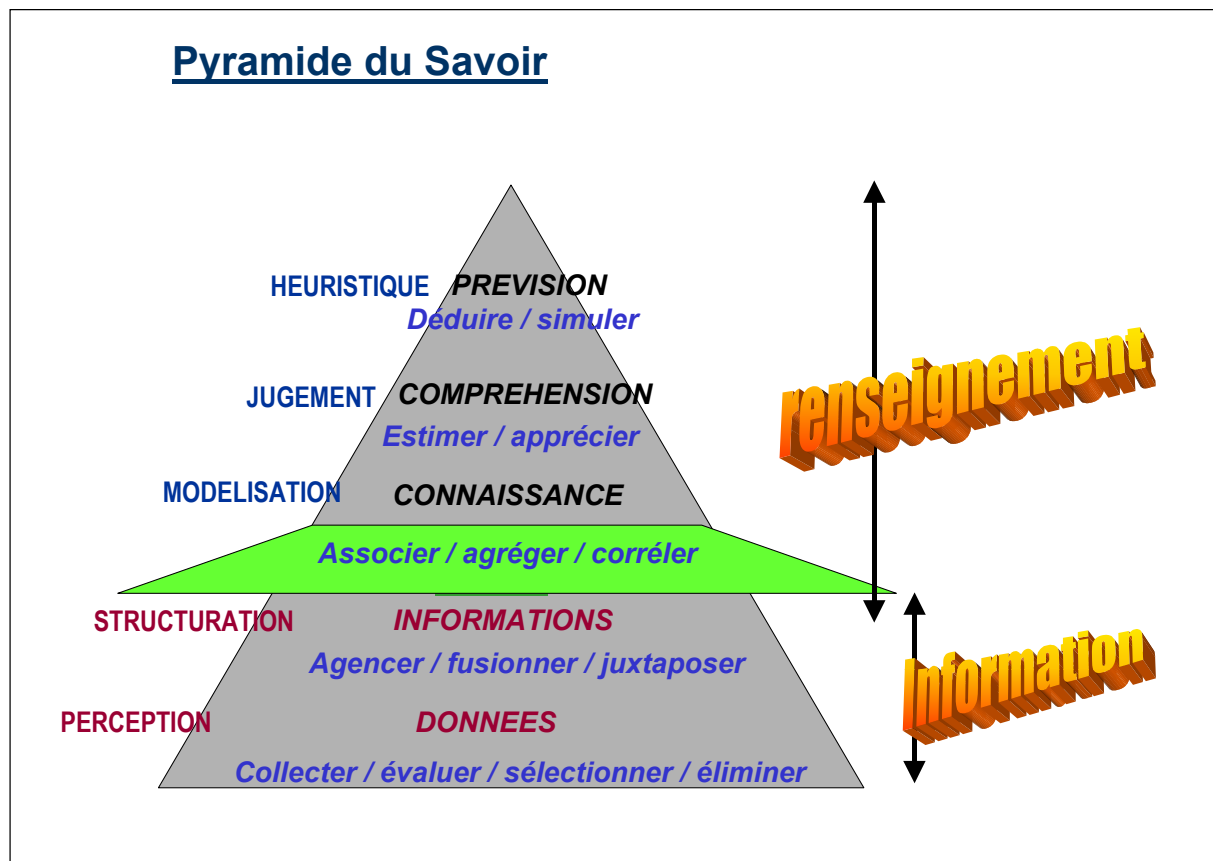 Pyramide du Savoir
HEURISTIQUE PREVISION
Déduire / simuler
JUGEMENT COMPREHENSION
Estimer / apprécier
MODELISATION CONNAISSANCE
Associer / agréger / corréler
STRUCTURATION INFORMATIONS
Agencer / fusionner / juxtaposer
PERCEPTION DONNEES
Collecter / évaluer / sélectionner / éliminer
renseignement
Information